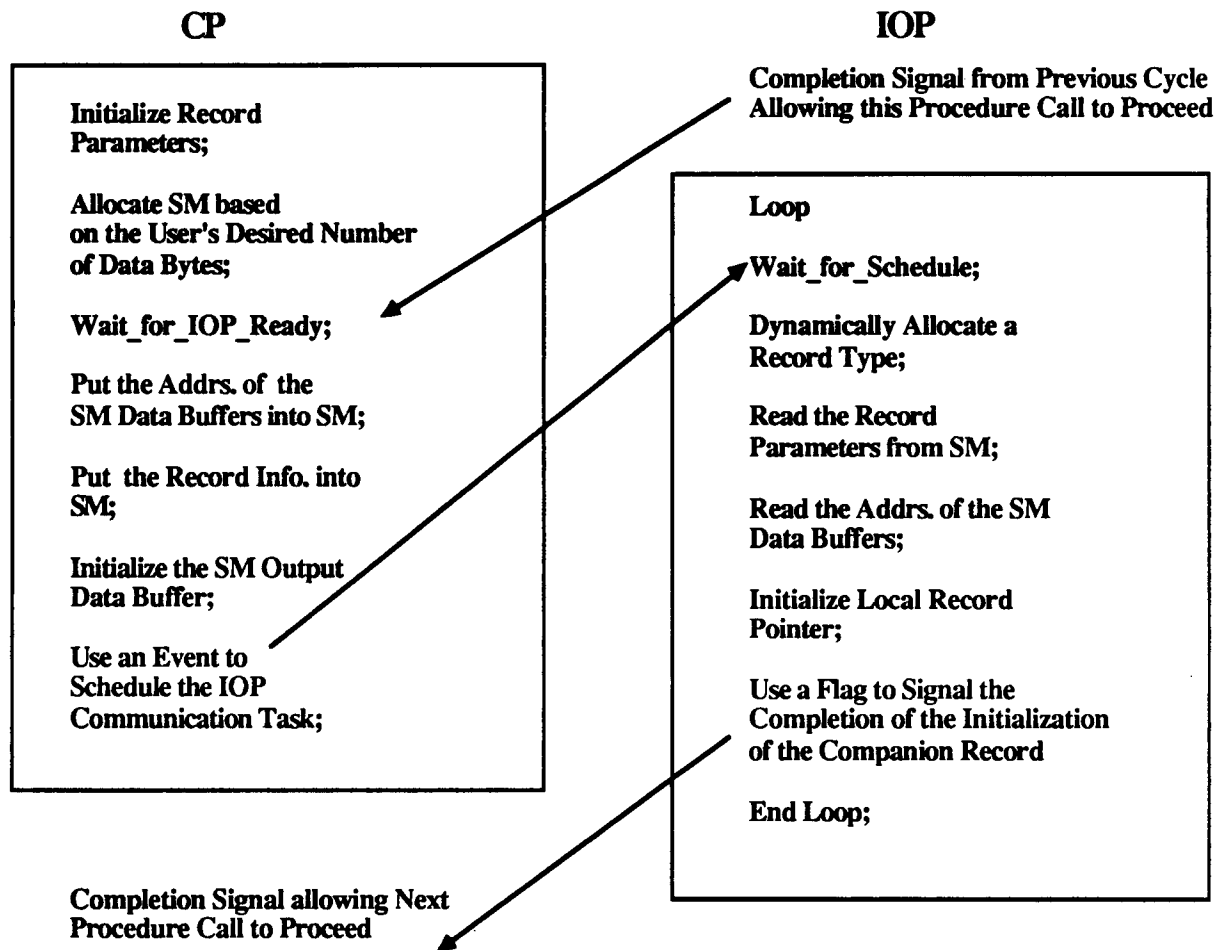 CP
Initialize Record
Parameters;
Allocate SM based
on the User's Desired Number
of Data Bytes;
Wait_for_IOP_Ready;
Put the Addrs. of the
SM Data Buffers into SM;
Put the Record Info. into
SM;
Initialize the SM Output
Data Buffer;
Use an Event to
Schedule the IOP
Communication Task;
Completion Signal allowing Next
Procedure Call to Proceed
IOP
Completion Signal from Previous Cycle
Allowing this Procedure Call to Proceed
Loop
Wait_for_Schedule;
Dynamically Allocate a
Record Type;
Read the Record
Parameters from SM;
Read the Addrs. of the SM
Data Buffers;
Initialize Local Record
Pointer;
Use a Flag to Signal the
Completion of the Initialization
of the Companion Record
End Loop;